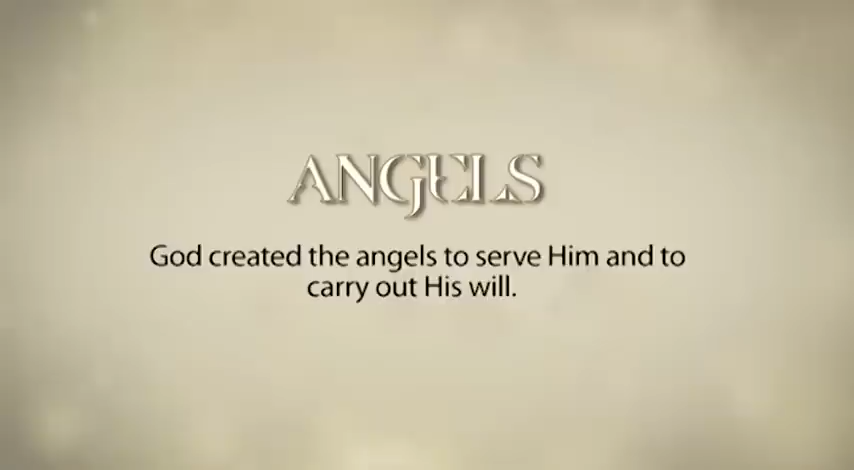 ANGELS
God created the angels to serve Him and to
carry out His will.